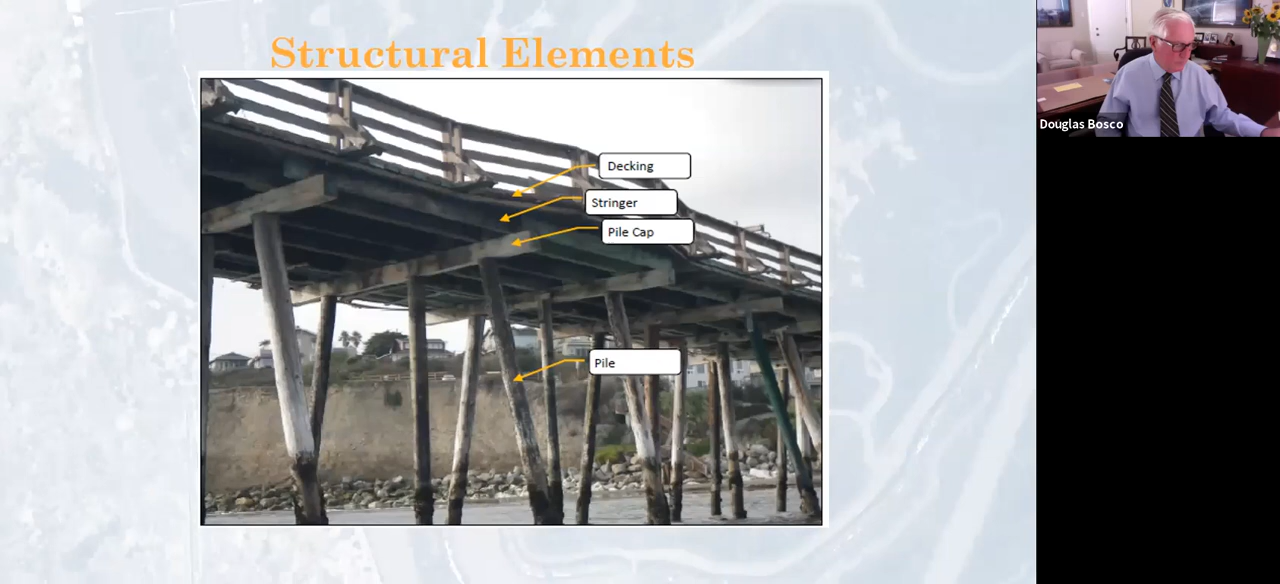 Structural Elements
Decking
Stringer
Pile Cap
Pile
Douglas Bosco